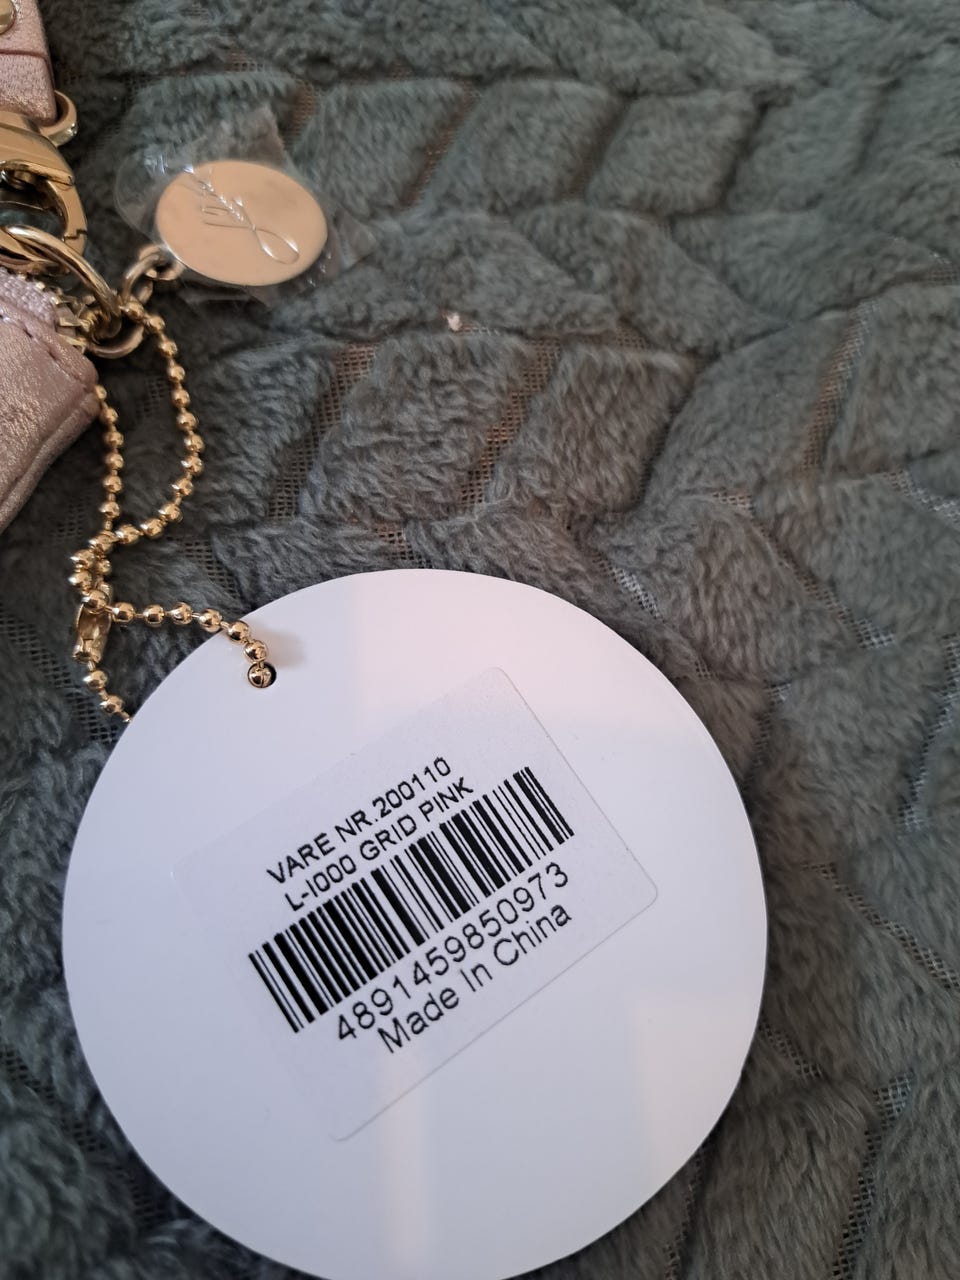 VARE NR.200110
L-1000 GRID PINK
4891459850973
Made In China